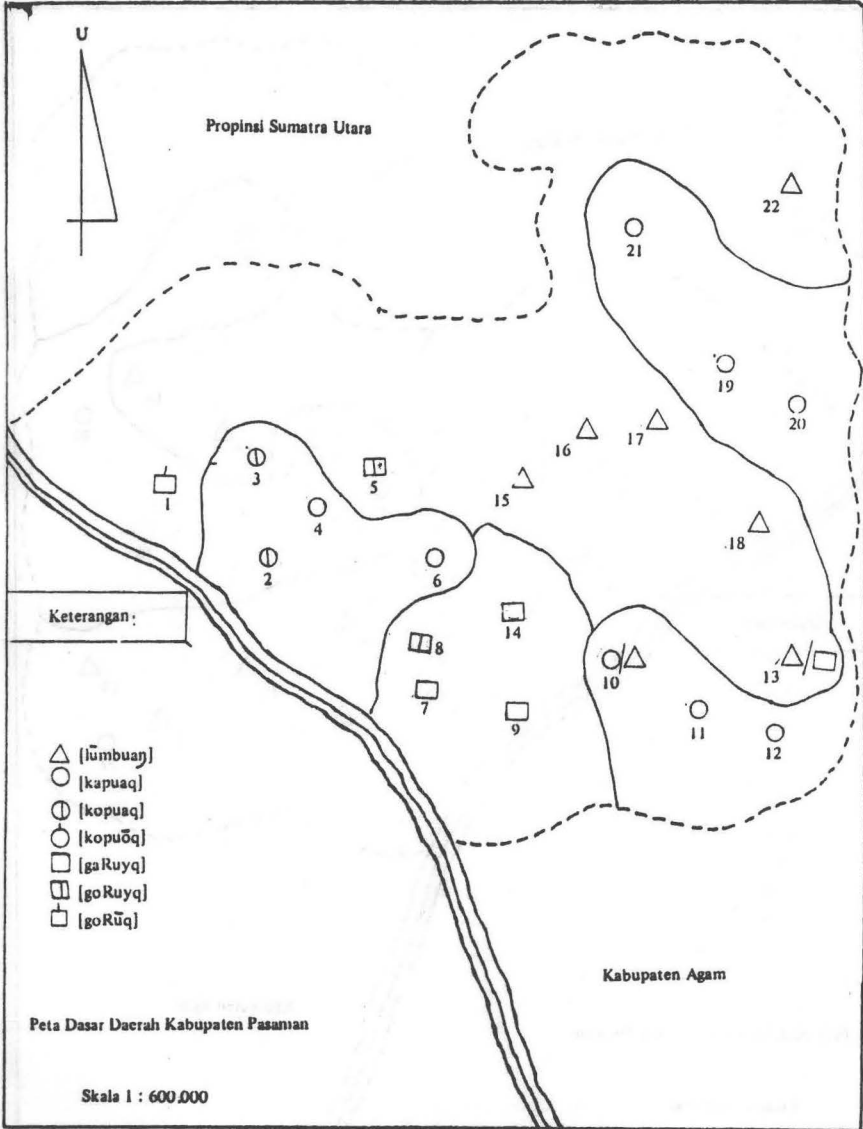 U
Propinsi Sumatra Utara
22
21
19
20
16
17
3
5
1
15
4
18
2
6
14
Keterangan:
8
10
13
7
9
11
12
[lūmbuaŋ]
[kapuaq]
[kopuaq]
[kopuōq]
[gaRuyq]
[goRuyq]
[goRūq]
Kabupaten Agam
Peta Dasar Daerah Kabupaten Pasaman
Skala 1 : 600.000